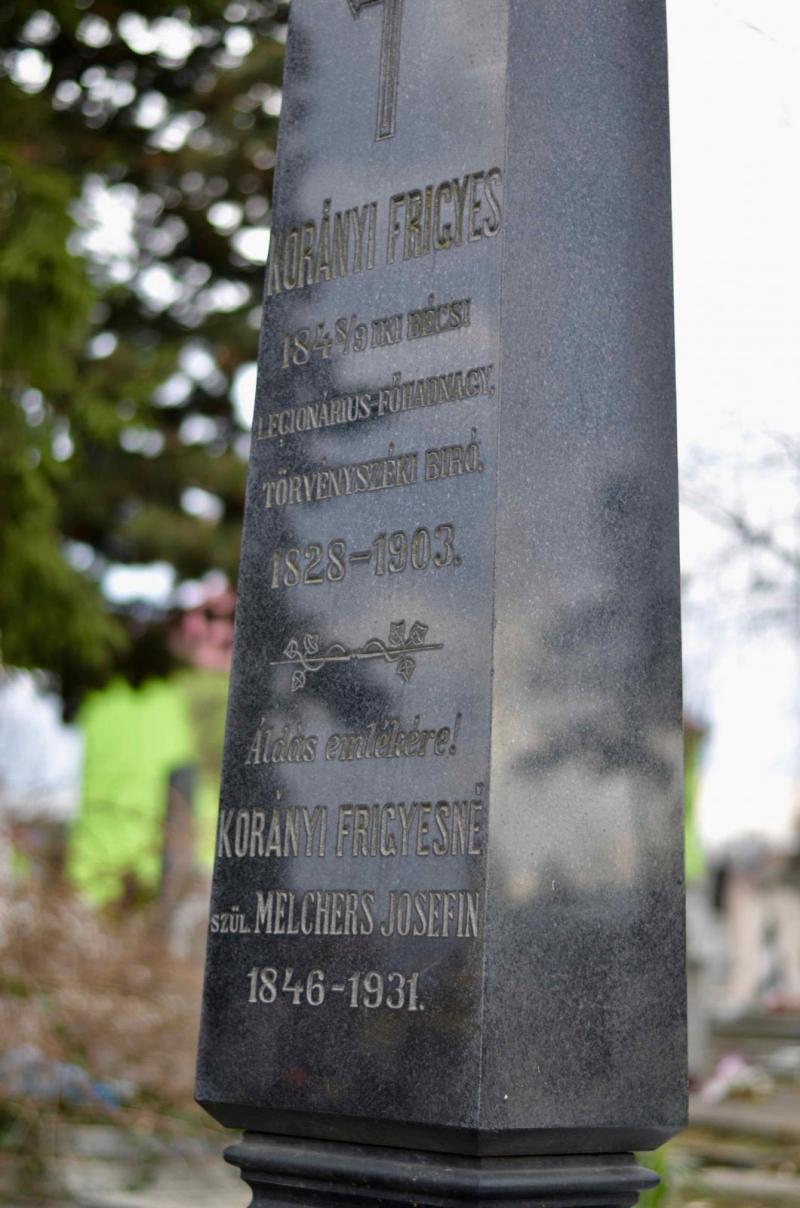 KORÁNYI FRIGYES
1848/9 IKI BÉCSI
LEGIONÁRIUS-FŐHADNAGY,
TÖRVÉNYSZÉKI BIRÓ.
1828-1903.
Áldás emlékére!
KORÁNYI FRIGYESNÉ
SZÜL. MELCHERS JOSEFIN
1846-1931.